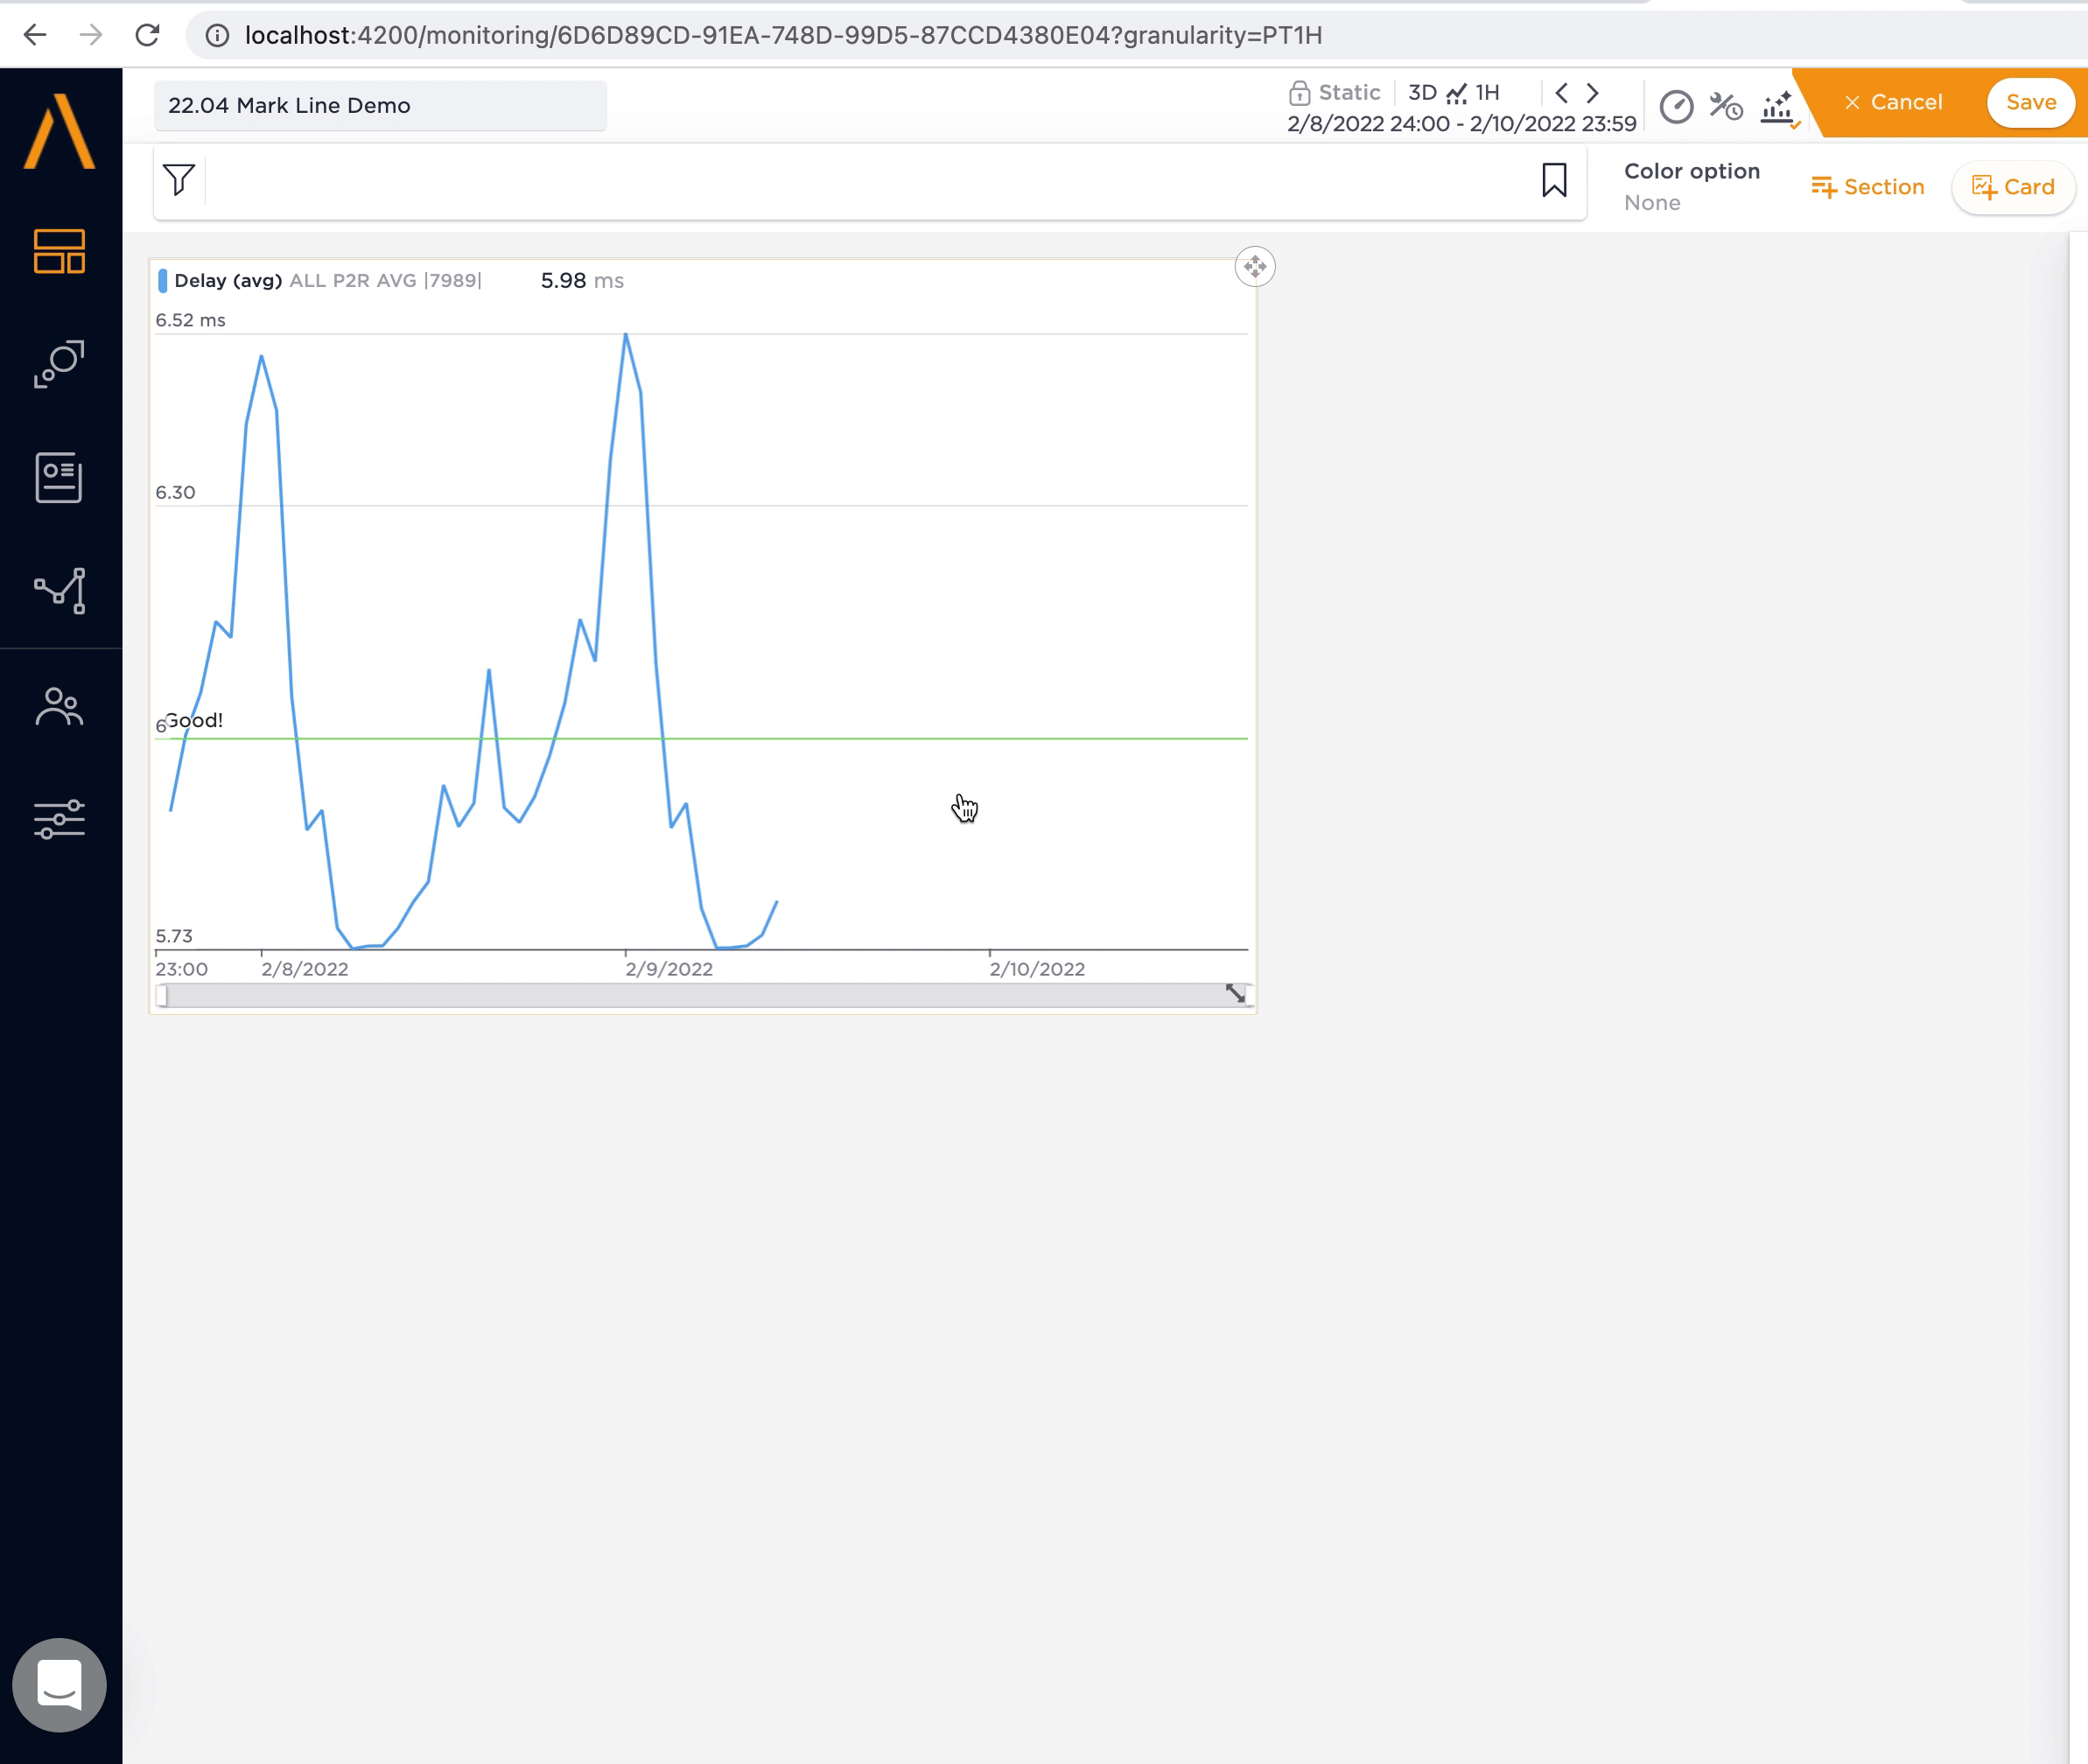 localhost:4200/monitoring/6D6D89CD-91EA-748D-99D5-87CCD4380E04?granularity=PT1H
22.04 Mark Line Demo
Static 3D 1H
2/8/2022 24:00 - 2/10/2022 23:59
Cancel
Save
Color option
None
Section
Card
Delay (avg) ALL P2R AVG |7989| 5.98 ms
6.52 ms
6.30
6
Good!
5.73
23:00 2/8/2022 2/9/2022 2/10/2022